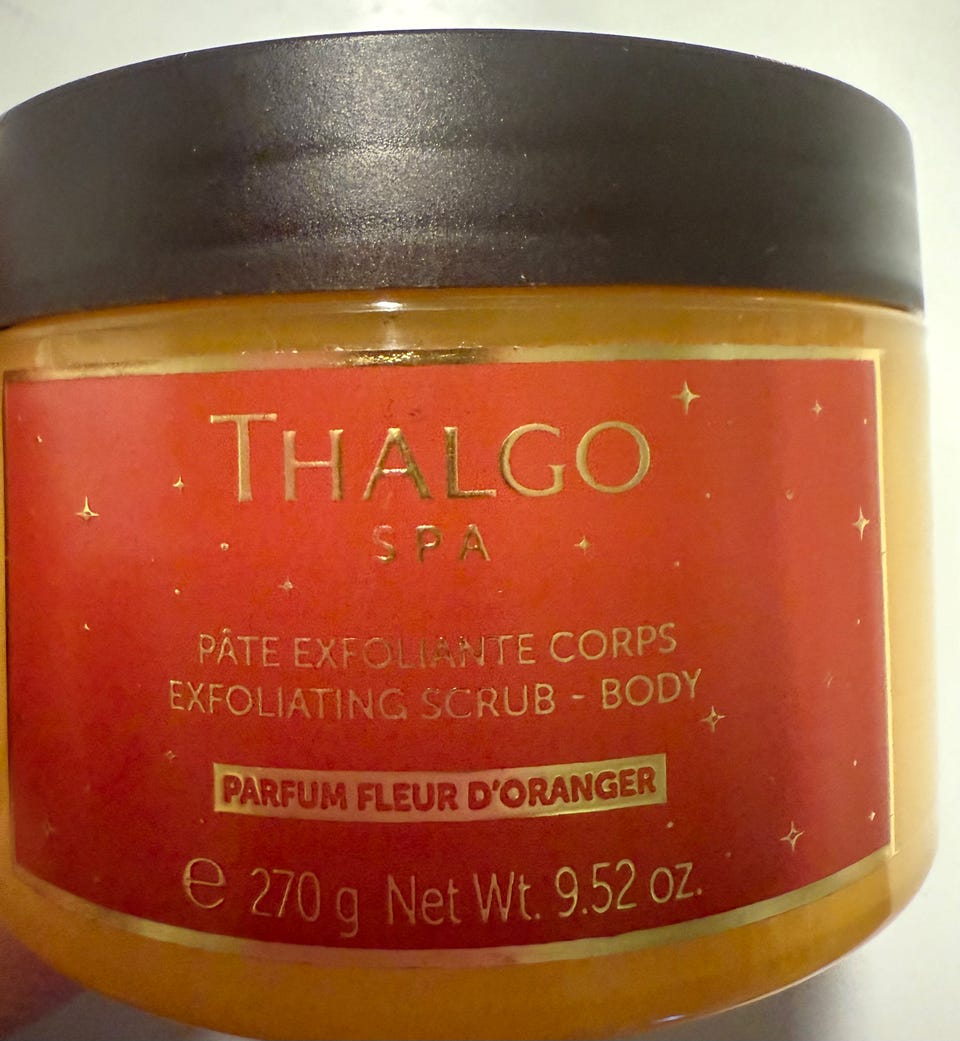 THALGO
SPA
PÂTE EXFOLIANTE CORPS
EXFOLIATING SCRUB - BODY
PARFUM FLEUR D'ORANGER
℮ 270 g Net Wt. 9.52 oz.